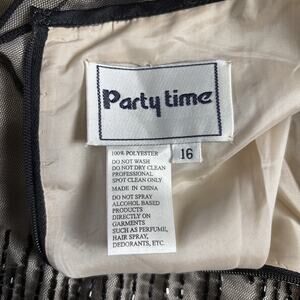 Party time
16
100% POLYESTER
DO NOT WASH
DO NOT DRY CLEAN
PROFESSIONAL
SPOT CLEAN ONLY
MADE IN CHINA
DO NOT SPRAY
ALCOHOL BASED
PRODUCTS
DIRECTLY ON
GARMENTS
SUCH AS PERFUME,
HAIR SPRAY,
DEDORANTS, ETC.